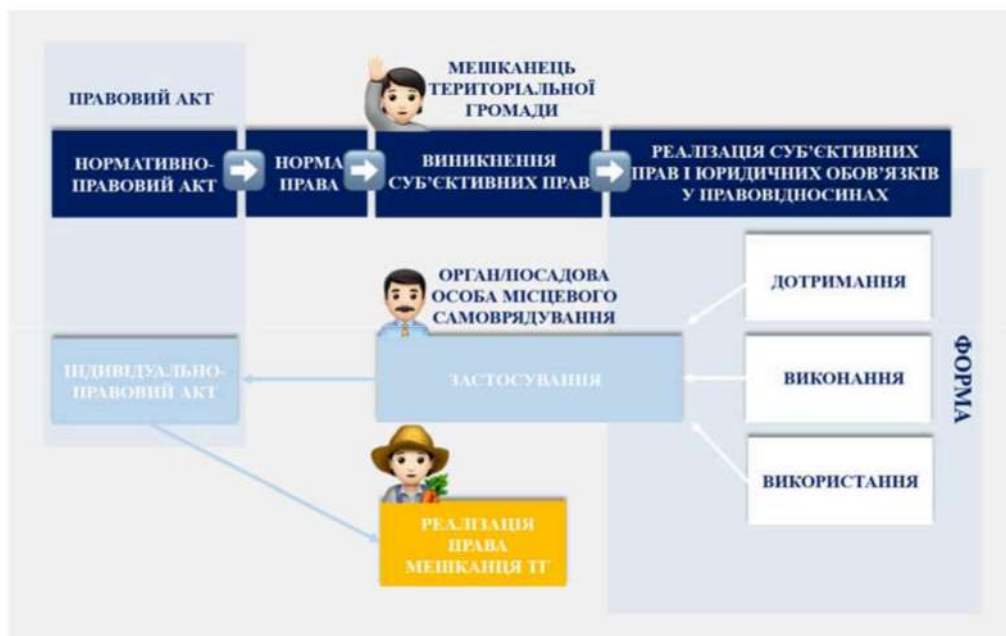 ПРАВОВИЙ АКТ
МЕШКАНЕЦЬ
ТЕРИТОРІАЛЬНОЇ
ГРОМАДИ
НОРМАТИВНО-
ПРАВОВИЙ АКТ
НОРМА
ПРАВА
ВИНИКНЕННЯ
СУБ’ЄКТИВНИХ ПРАВ
РЕАЛІЗАЦІЯ СУБ’ЄКТИВНИХ
ПРАВ І ЮРИДИЧНИХ ОБОВ’ЯЗКІВ
У ПРАВОВІДНОСИНАХ
ОРГАН/ПОСАДОВА
ОСОБА МІСЦЕВОГО
САМОВРЯДУВАННЯ
ІНДИВІДУАЛЬНО-
ПРАВОВИЙ АКТ
ЗАСТОСУВАННЯ
ДОТРИМАННЯ
ВИКОНАННЯ
ВИКОРИСТАННЯ
ФОРМА
РЕАЛІЗАЦІЯ
ПРАВА
МЕШКАНЦЯ ТГ